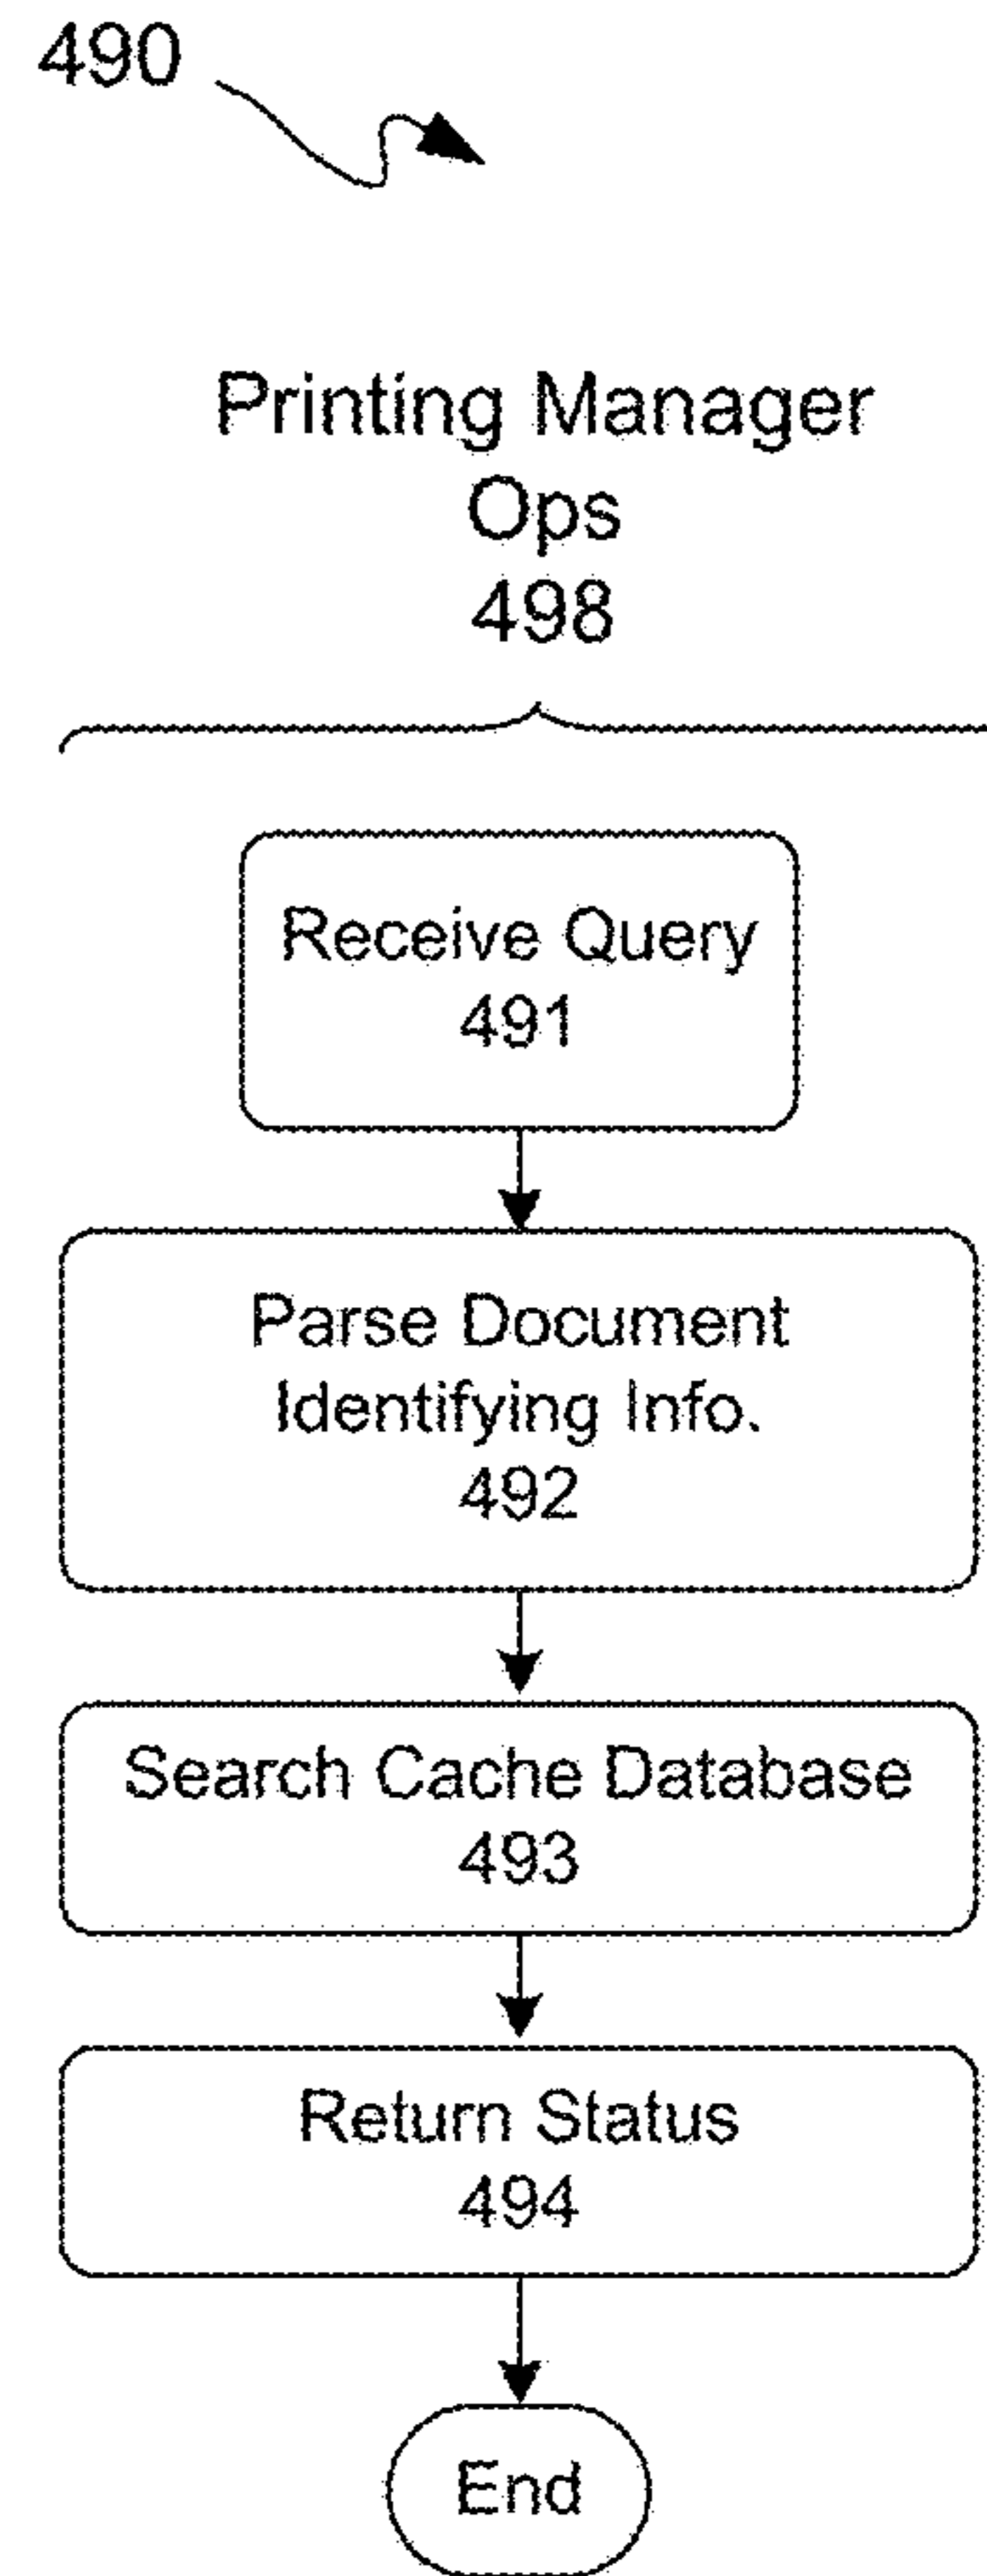 490
Printing Manager
Ops
498
Receive Query
491
Parse Document
Identifying Info.
492
Search Cache Database
493
Return Status
494
End